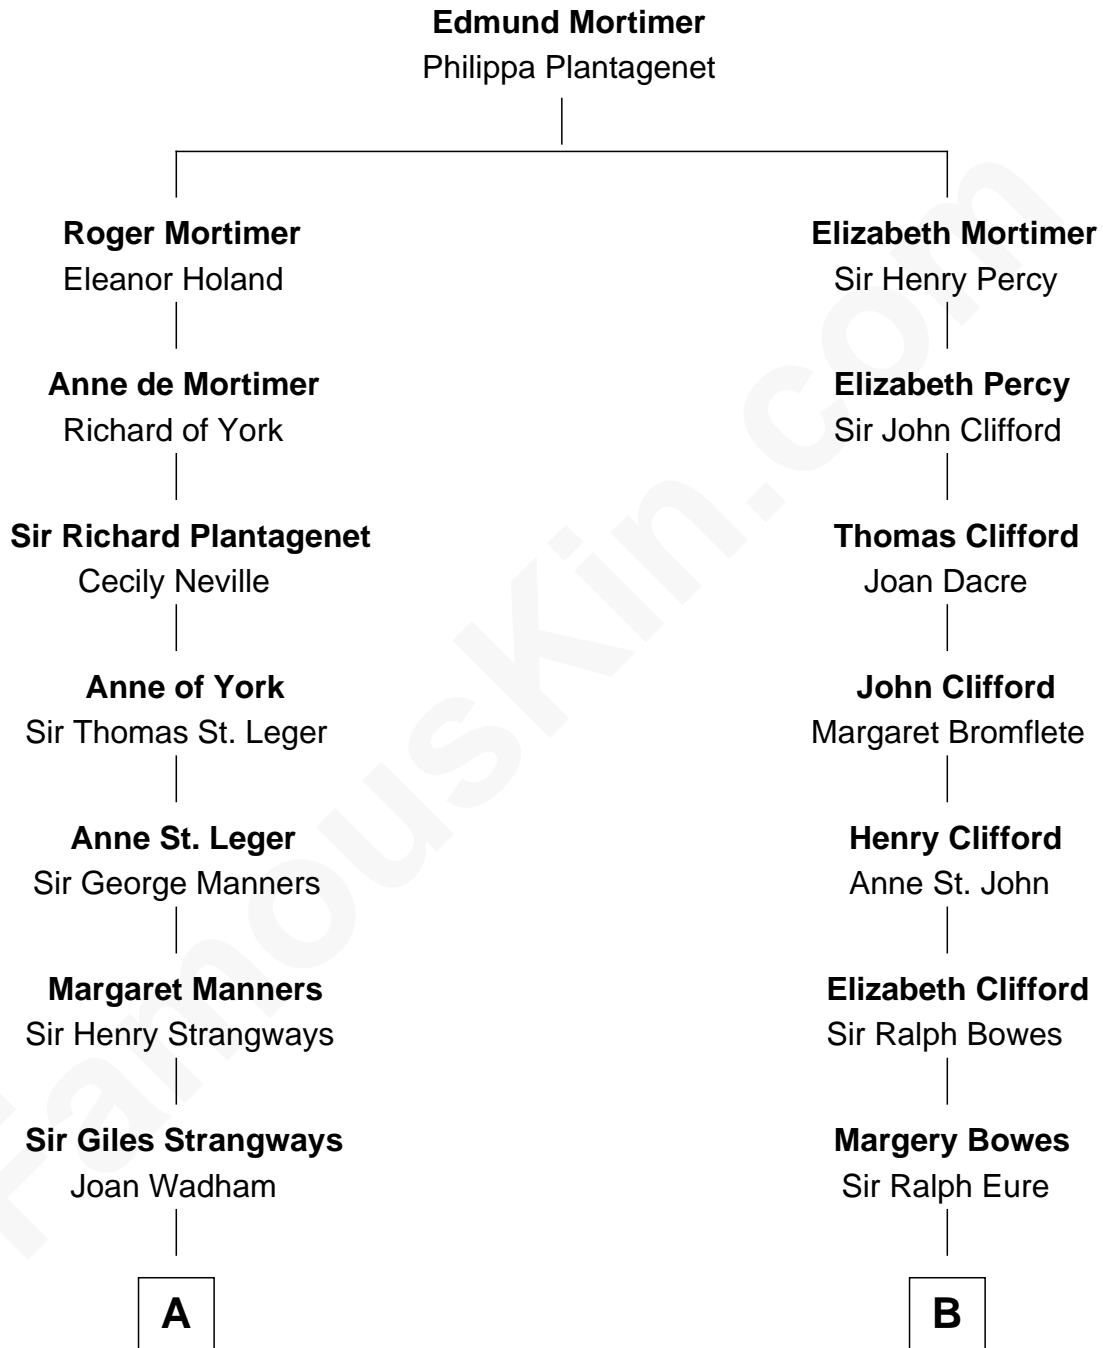 Edmund Mortimer
Philippa Plantagenet
Roger Mortimer
Eleanor Holand
Anne de Mortimer
Richard of York
Sir Richard Plantagenet
Cecily Neville
Anne of York
Sir Thomas St. Leger
Anne St. Leger
Sir George Manners
Margaret Manners
Sir Henry Strangways
Sir Giles Strangways
Joan Wadham
A
Elizabeth Mortimer
Sir Henry Percy
Elizabeth Percy
Sir John Clifford
Thomas Clifford
Joan Dacre
John Clifford
Margaret Bromflete
Henry Clifford
Anne St. John
Elizabeth Clifford
Sir Ralph Bowes
Margery Bowes
Sir Ralph Eure
B
FamousKin.com